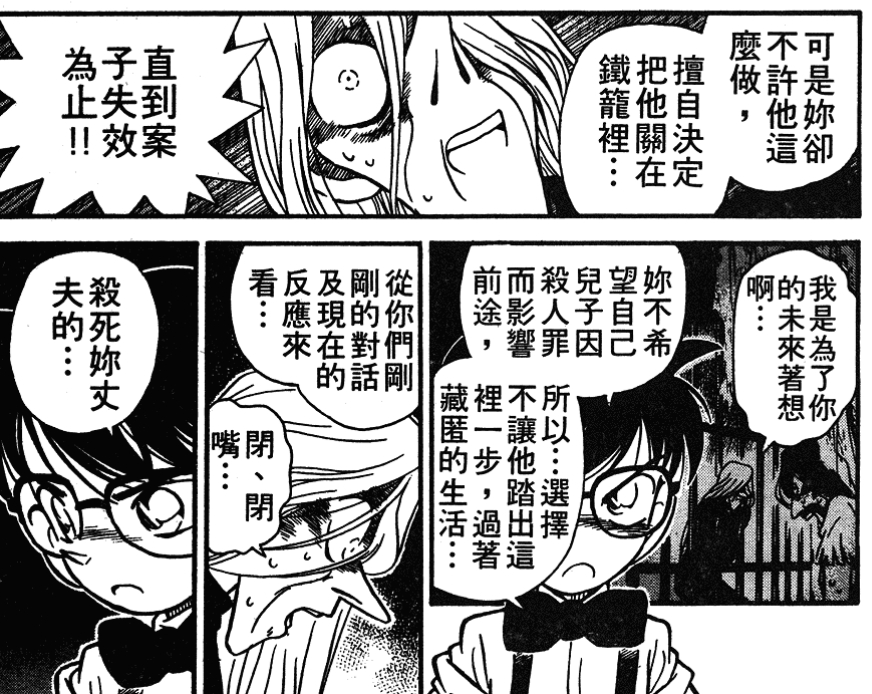 可是妳卻
不許他這
麼做，
擅自決定
把他關在
鐵籠裡…
直到案
子失效
為止!!
我是為了你
的未來著想
啊…
妳不希
望自己
兒子因
殺人罪
而影響
前途，
所以…選擇
不讓他踏出這
裡一步，過著
藏匿的生活…
從你們剛
剛的對話
及現在的
反應來
看…
閉、閉
嘴…
殺死妳丈
夫的…